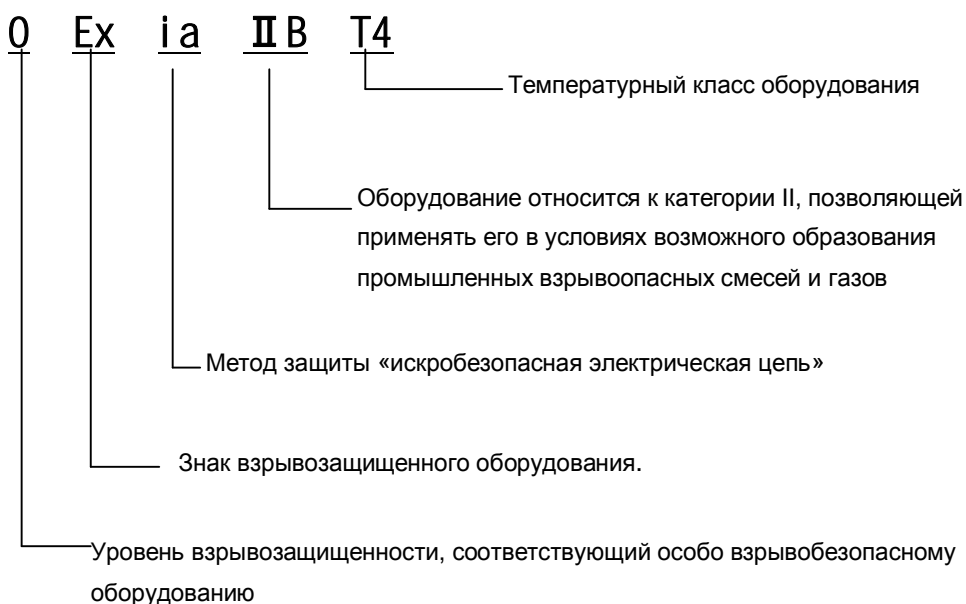 0 Ex ia ⅡB T4
Температурный класс оборудования
Оборудование относится к категории II, позволяющей
применять его в условиях возможного образования
промышленных взрывоопасных смесей и газов
Метод защиты «искробезопасная электрическая цепь»
Знак взрывозащищенного оборудования.
Уровень взрывозащищенности, соответствующий особо взрывобезопасному
оборудованию